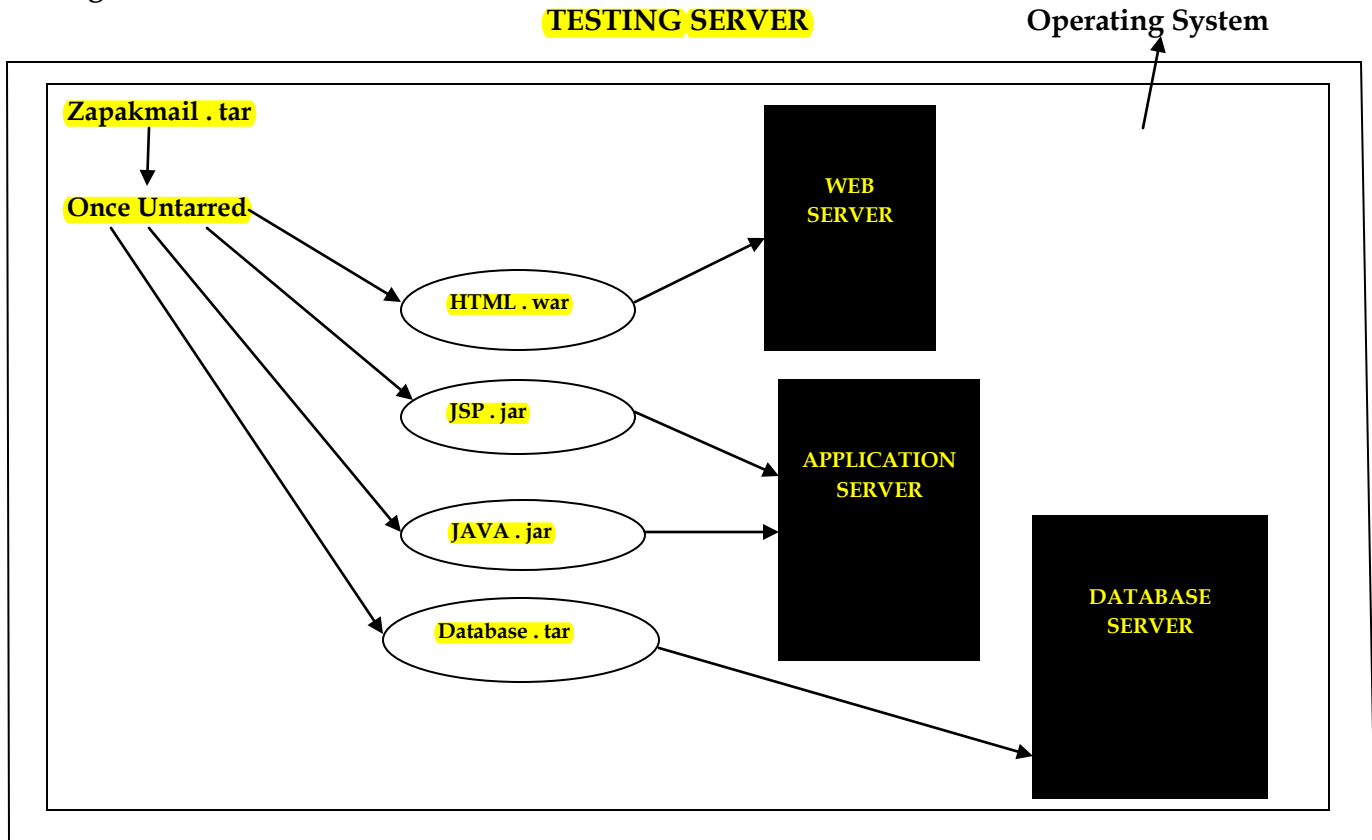 TESTING SERVER
Operating System
Zapakmail . tar
Once Untarred
WEB
SERVER
HTML . war
JSP . jar
APPLICATION
SERVER
JAVA . jar
DATABASE
SERVER
Database . tar